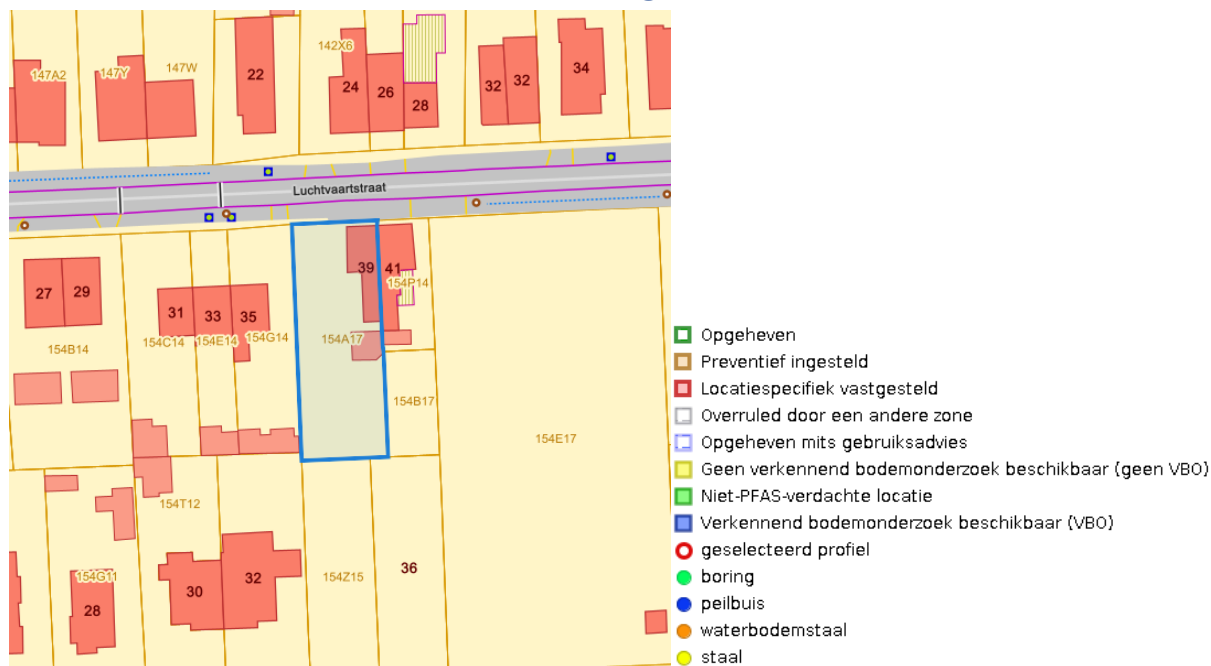 147A2
147Y
147W
22
142X6
24
26
28
32
32
34
Luchtvaartstraat
27
29
31
33
35
39
41
154P14
154B14
154C14
154E14
154G14
154A17
154B17
154E17
154T12
154G11
28
30
32
154Z15
36
Opgeheven
Preventief ingesteld
Locatiespecifiek vastgesteld
Overruled door een andere zone
Opgeheven mits gebruiksadvies
Geen verkennend bodemonderzoek beschikbaar (geen VBO)
Niet-PFAS-verdachte locatie
Verkennend bodemonderzoek beschikbaar (VBO)
geselecteerd profiel
boring
peilbuis
waterbodemstaal
staal